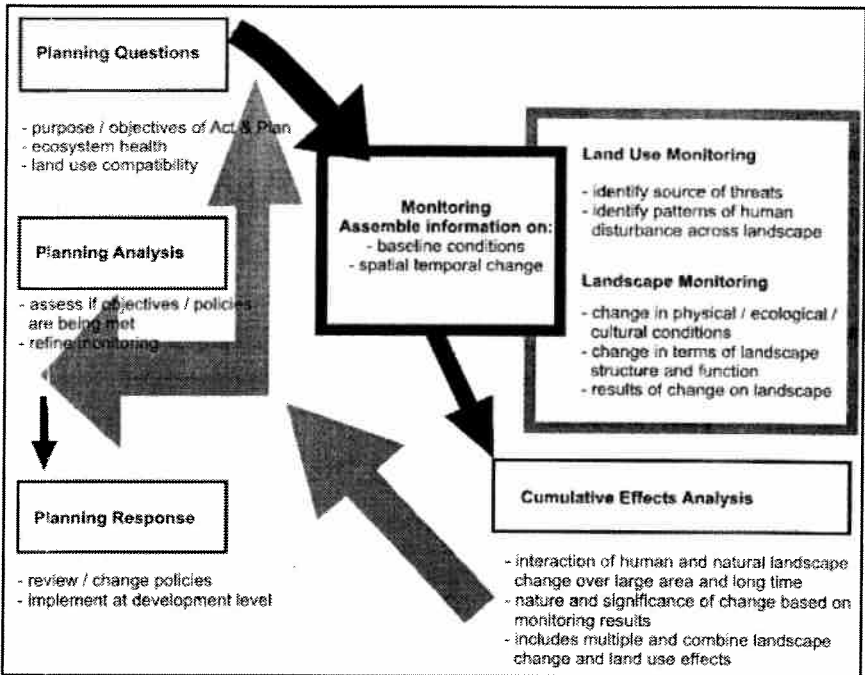 Planning Questions
- purpose / objectives of Act & Plan
- ecosystem health
- land use compatibility
Planning Analysis
- assess if objectives / policies
are being met
- refine monitoring
Planning Response
- review / change policies
- implement at development level
Monitoring
Assemble information on:
- baseline conditions
- spatial temporal change
Land Use Monitoring
- identify source of threats
- identify patterns of human
disturbance across landscape
Landscape Monitoring
- change in physical / ecological /
cultural conditions
- change in terms of landscape
structure and function
- results of change on landscape
Cumulative Effects Analysis
- interaction of human and natural landscape
change over large area and long time
- nature and significance of change based on
monitoring results
- includes multiple and combine landscape
change and land use effects